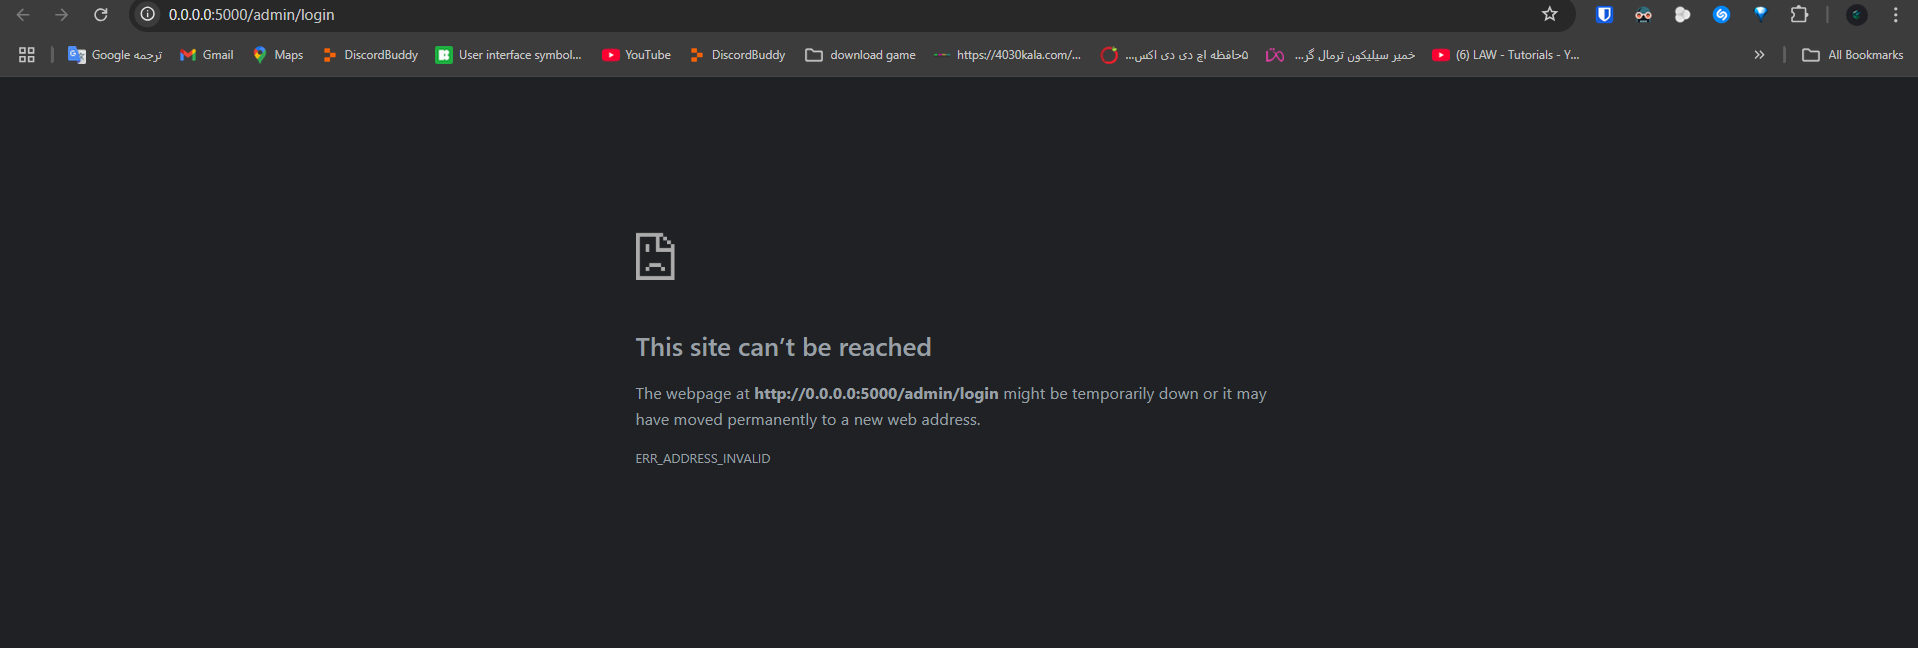 0.0.0.0:5000/admin/login
Google ترجمه Gmail Maps DiscordBuddy User interface symbol... YouTube DiscordBuddy download game https://4030kala.com/... ۵حافظه اچ دی دی اکس... خمیر سیلیکون ترمال گر... (6) LAW - Tutorials - Y... » All Bookmarks
This site can’t be reached
The webpage at http://0.0.0.0:5000/admin/login might be temporarily down or it may
have moved permanently to a new web address.
ERR_ADDRESS_INVALID